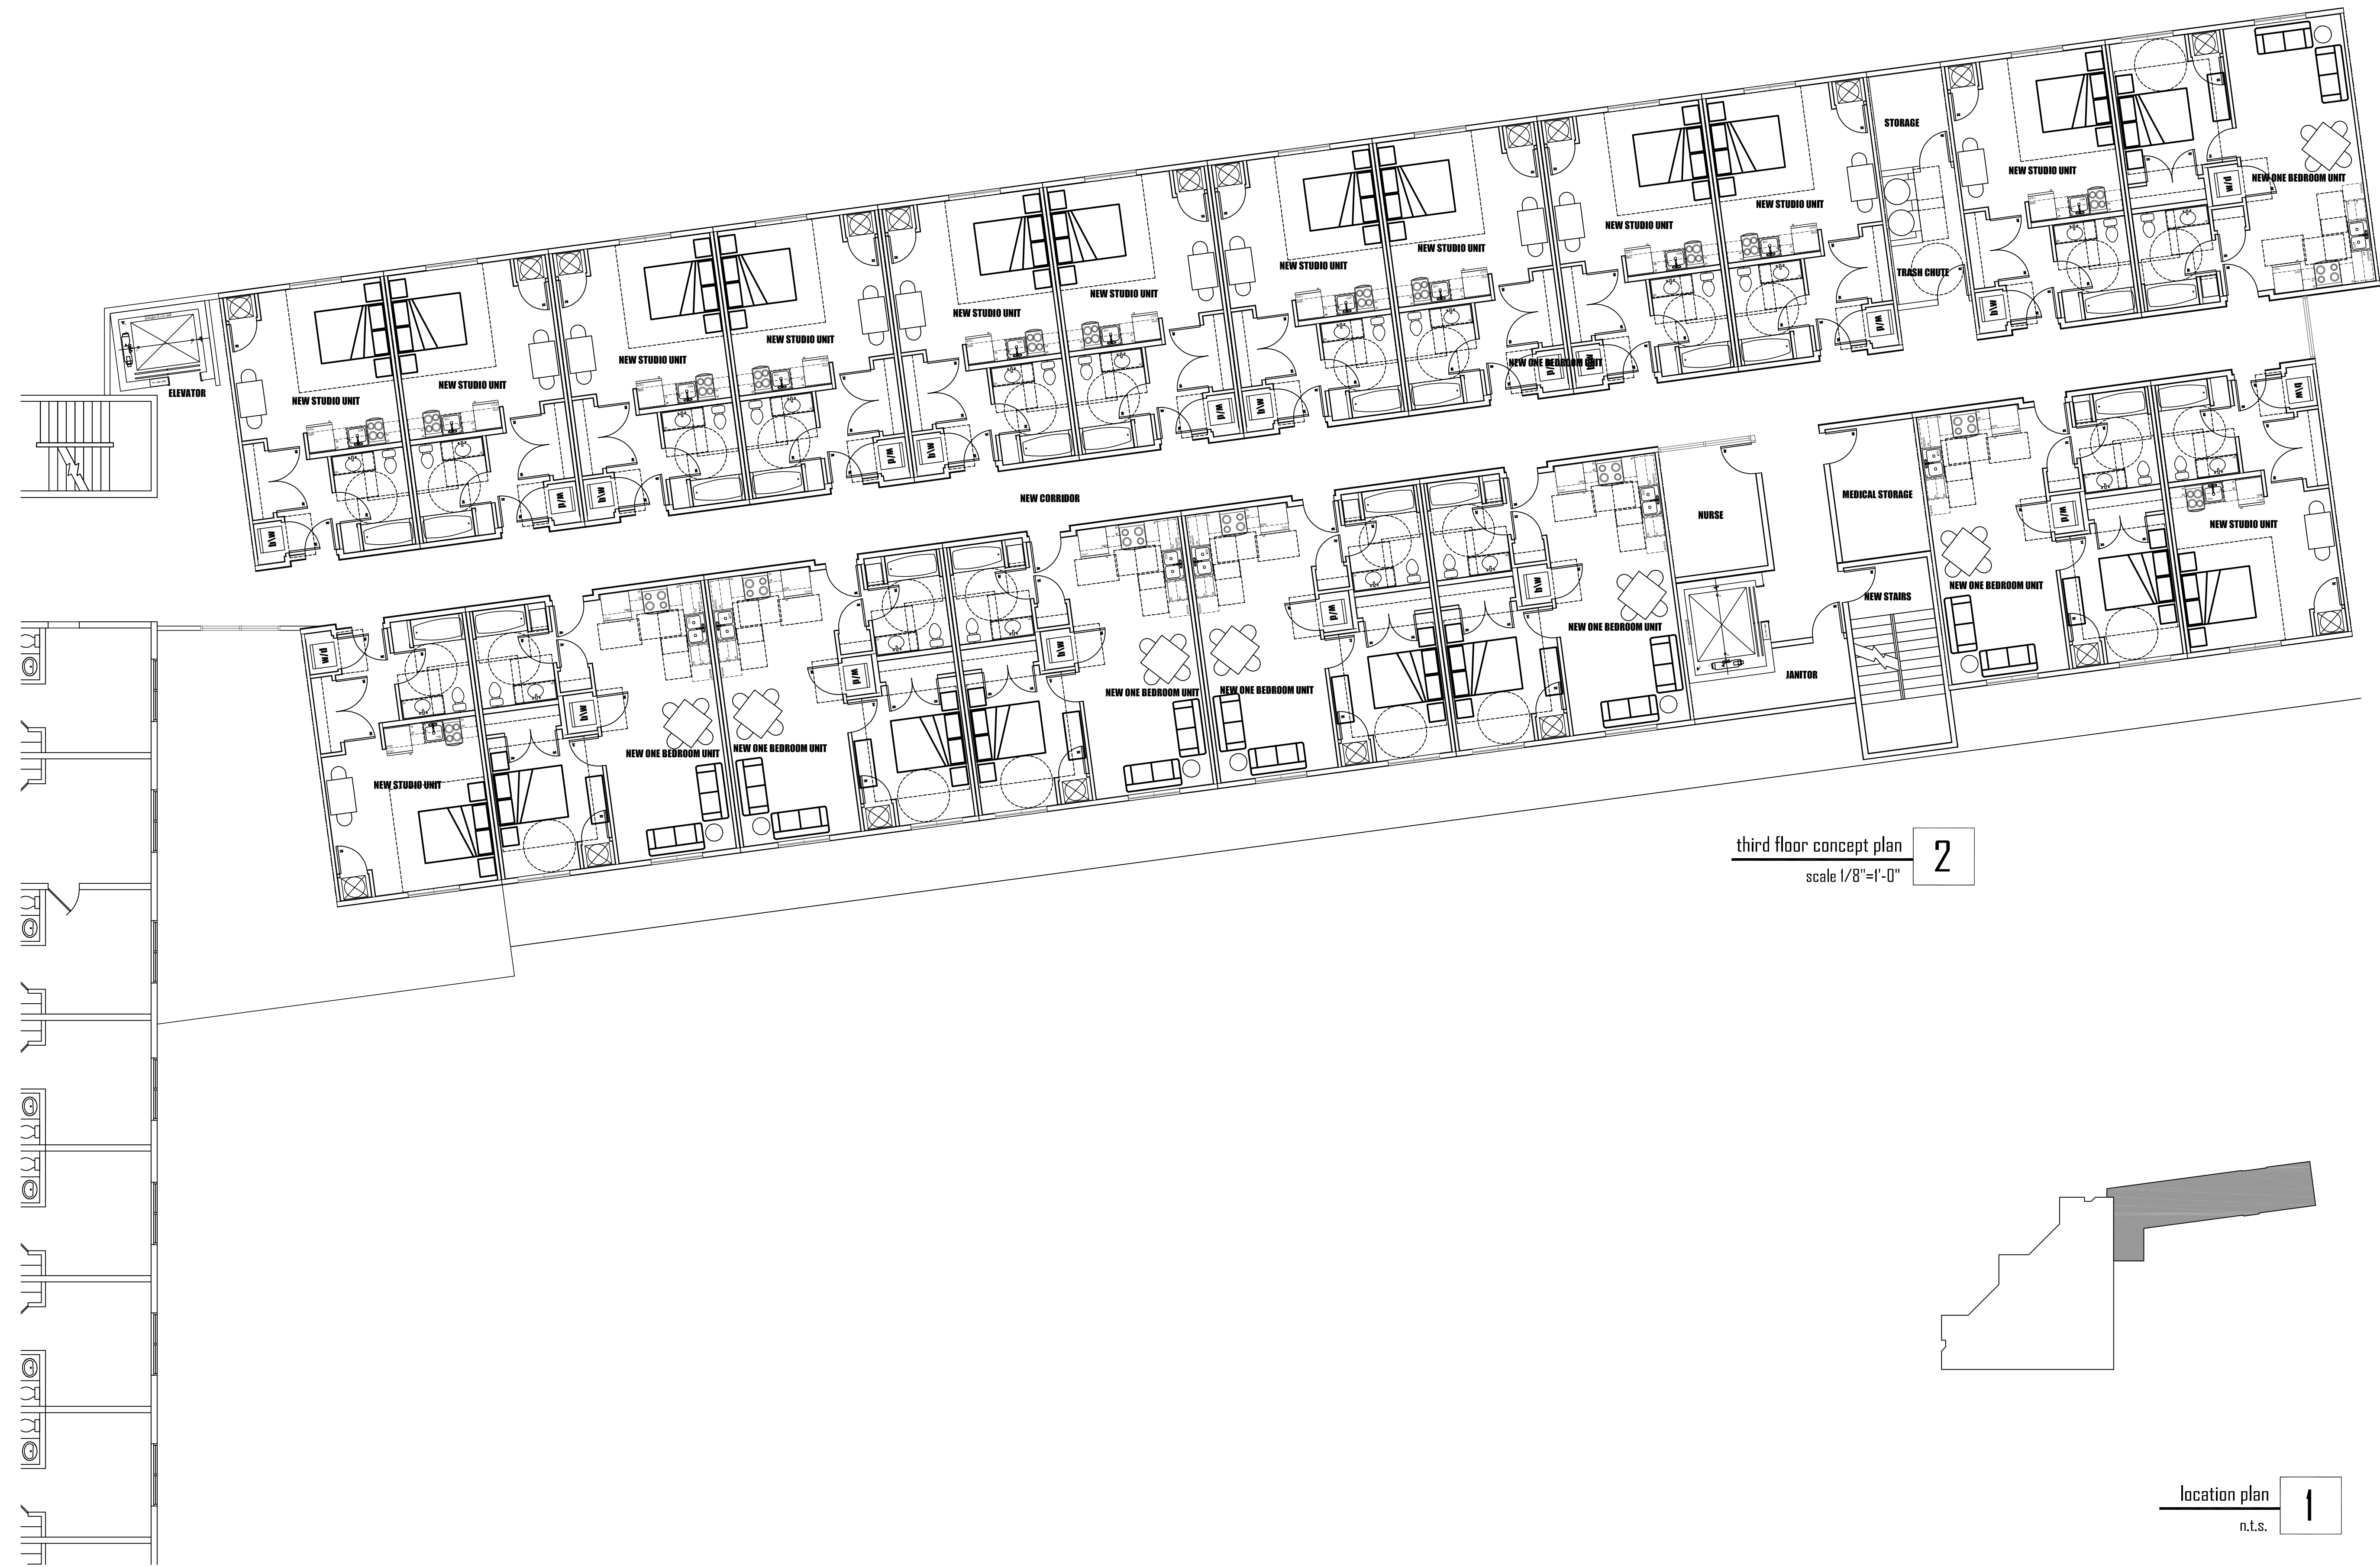 ELEVATOR
NEW STUDIO UNIT
w/d
NEW STUDIO UNIT
w/d
NEW STUDIO UNIT
w/d
NEW STUDIO UNIT
w/d
NEW STUDIO UNIT
w/d
NEW STUDIO UNIT
w/d
NEW STUDIO UNIT
w/d
NEW STUDIO UNIT
w/d
NEW ONE BEDROOM UNIT
NEW STUDIO UNIT
w/d
NEW STUDIO UNIT
w/d
STORAGE
TRASH CHUTE
NEW STUDIO UNIT
w/d
NEW ONE BEDROOM UNIT
w/d
NEW CORRIDOR
w/d
NEW STUDIO UNIT
w/d
NEW ONE BEDROOM UNIT
NEW ONE BEDROOM UNIT
w/d
w/d
NEW ONE BEDROOM UNIT
NEW ONE BEDROOM UNIT
w/d
w/d
NEW ONE BEDROOM UNIT
NURSE
JANITOR
MEDICAL STORAGE
NEW STAIRS
NEW ONE BEDROOM UNIT
w/d
NEW STUDIO UNIT
w/d
third floor concept plan
scale 1/8"=1'-0"
2
location plan
n.t.s.
1